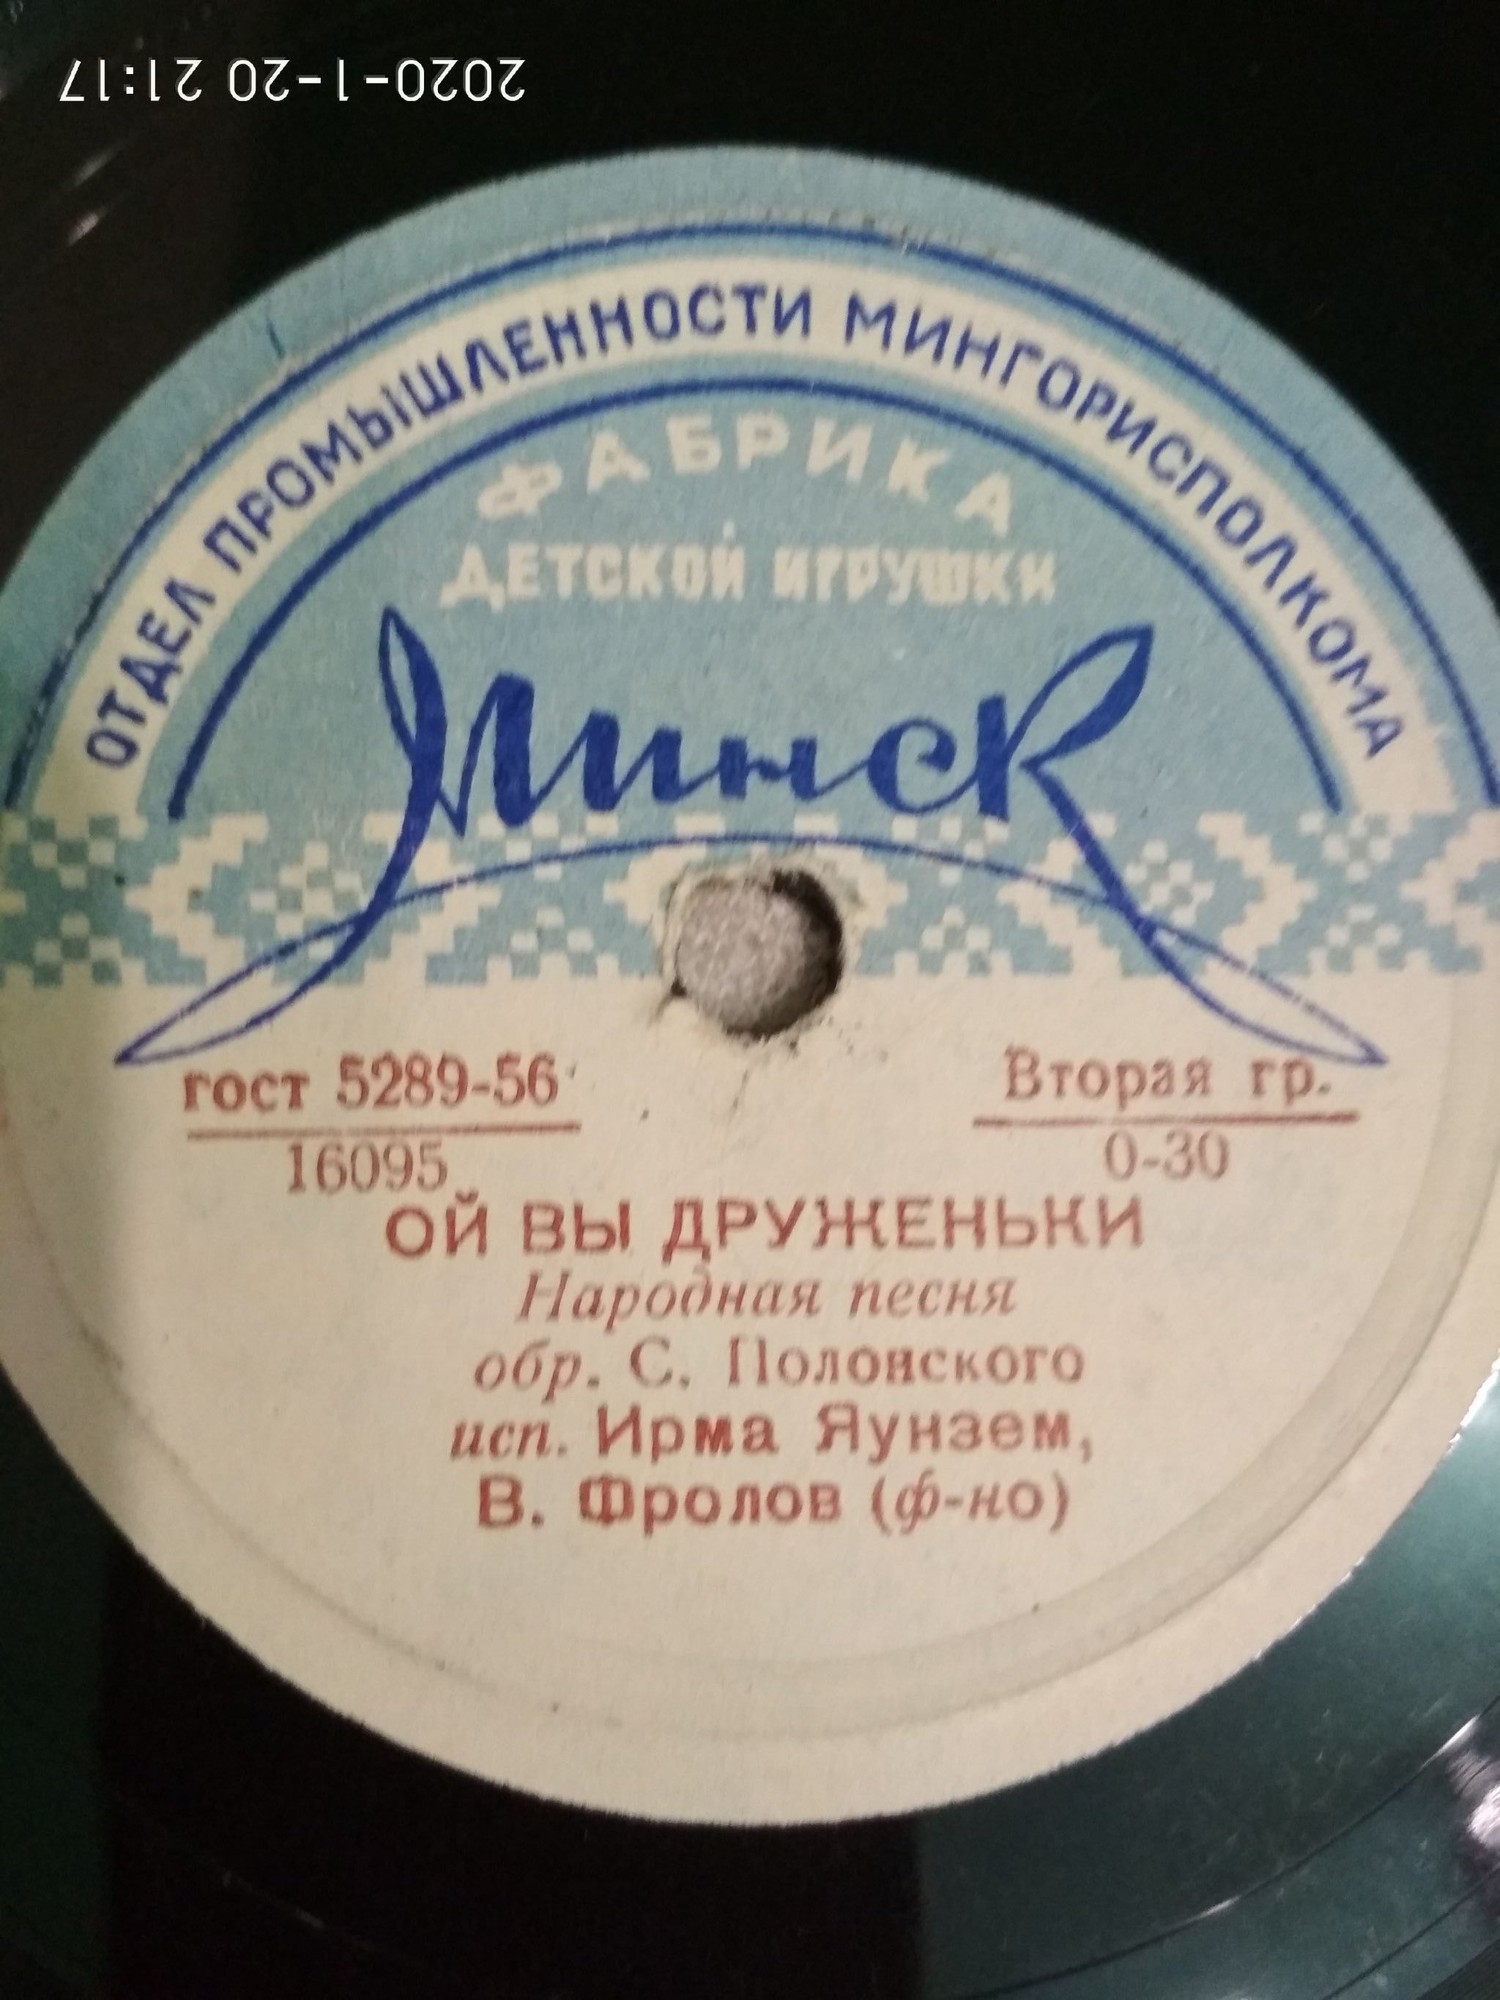 2020-1-20 21:17
ОТДЕЛ ПРОМЫШЛЕННОСТИ МИНГОРИСПОЛКОМА
ФАБРИКА
ДЕТСКОЙ ИГРУШКИ
Минск
гост 5289-56
16095
Вторая гр.
0-30
ОЙ ВЫ ДРУЖЕНЬКИ
Народная песня
обр. С. Полонского
исп. Ирма Яунзем,
В. Фролов (ф-но)